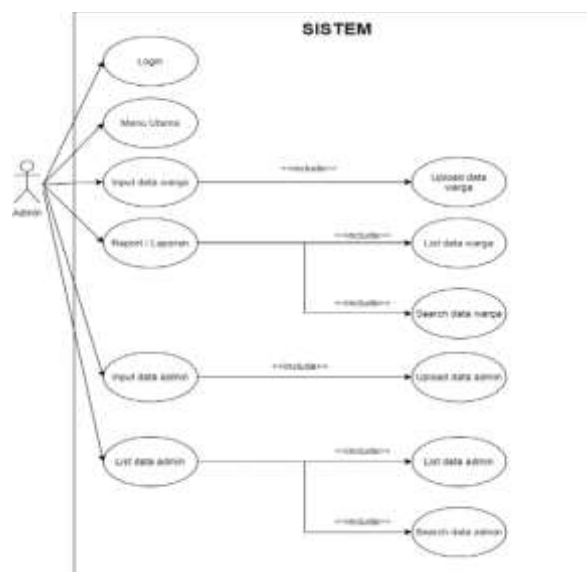 SISTEM
Login
Menu Utama
Input data warga
<<include>>
Upload data
warga
Admin
Report / Laporan
<<include>>
List data warga
<<include>>
Search data warga
Input data admin
<<include>>
Upload data admin
List data admin
<<include>>
List data admin
<<include>>
Search data admin